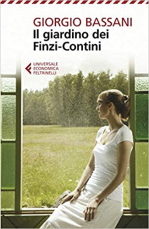 GIORGIO BASSANI
Il giardino dei
Finzi-Contini
UNIVERSALE
ECONOMICA
FELTRINELLI